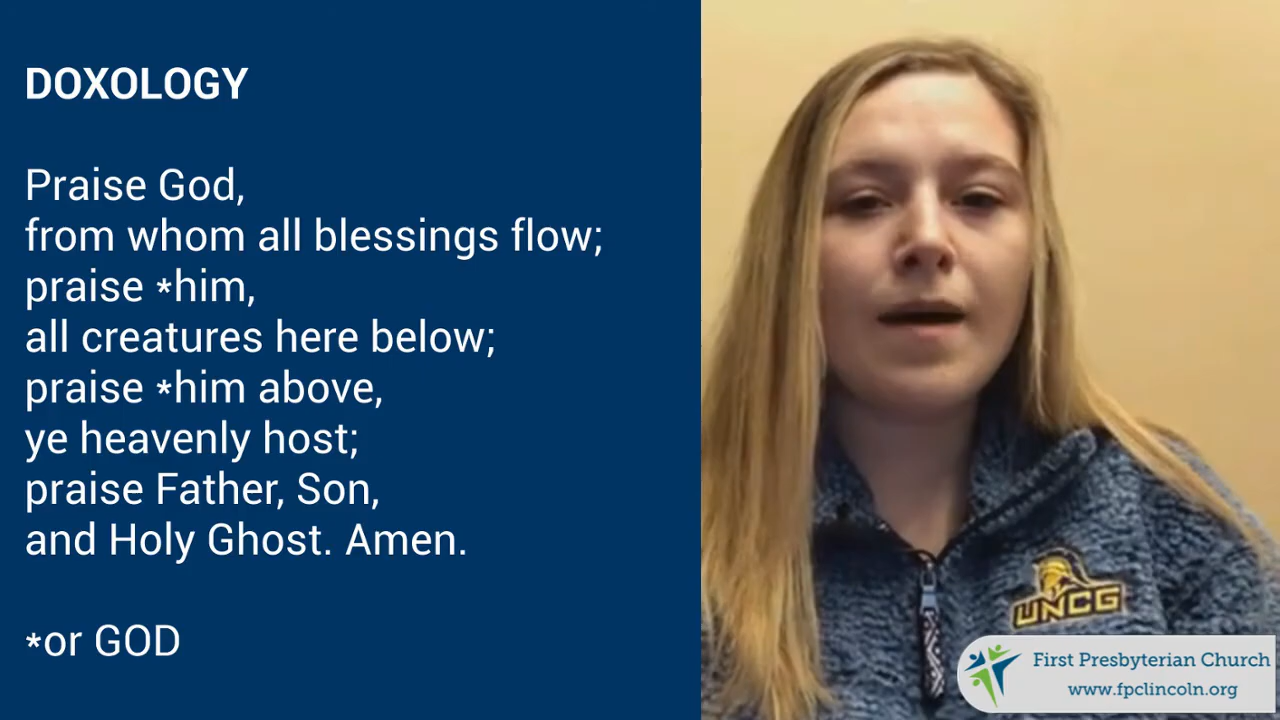 DOXOLOGY
Praise God,
from whom all blessings flow;
praise *him,
all creatures here below;
praise *him above,
ye heavenly host;
praise Father, Son,
and Holy Ghost. Amen.
*or GOD
UNCG
First Presbyterian Church
www.fpclincoln.org